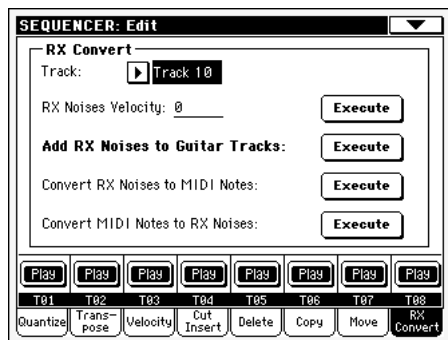 SEQUENCER: Edit
RX Convert
Track: Track 10
RX Noises Velocity: 0 Execute
Add RX Noises to Guitar Tracks: Execute
Convert RX Noises to MIDI Notes: Execute
Convert MIDI Notes to RX Noises: Execute
Play Play Play Play Play Play Play Play
T01 T02 T03 T04 T05 T06 T07 T08
Quantize Trans-pose Velocity Cut Insert Delete Copy Move RX Convert